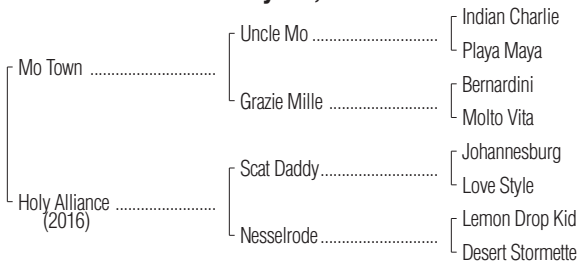 Indian Charlie
Uncle Mo ....................................
Playa Maya
Mo Town ....................................
Bernardini
Grazie Mille ................................
Molto Vita
Johannesburg
Scat Daddy..................................
Love Style
Holy Alliance .............................
(2016)
Lemon Drop Kid
Nesselrode..................................
Desert Stormette